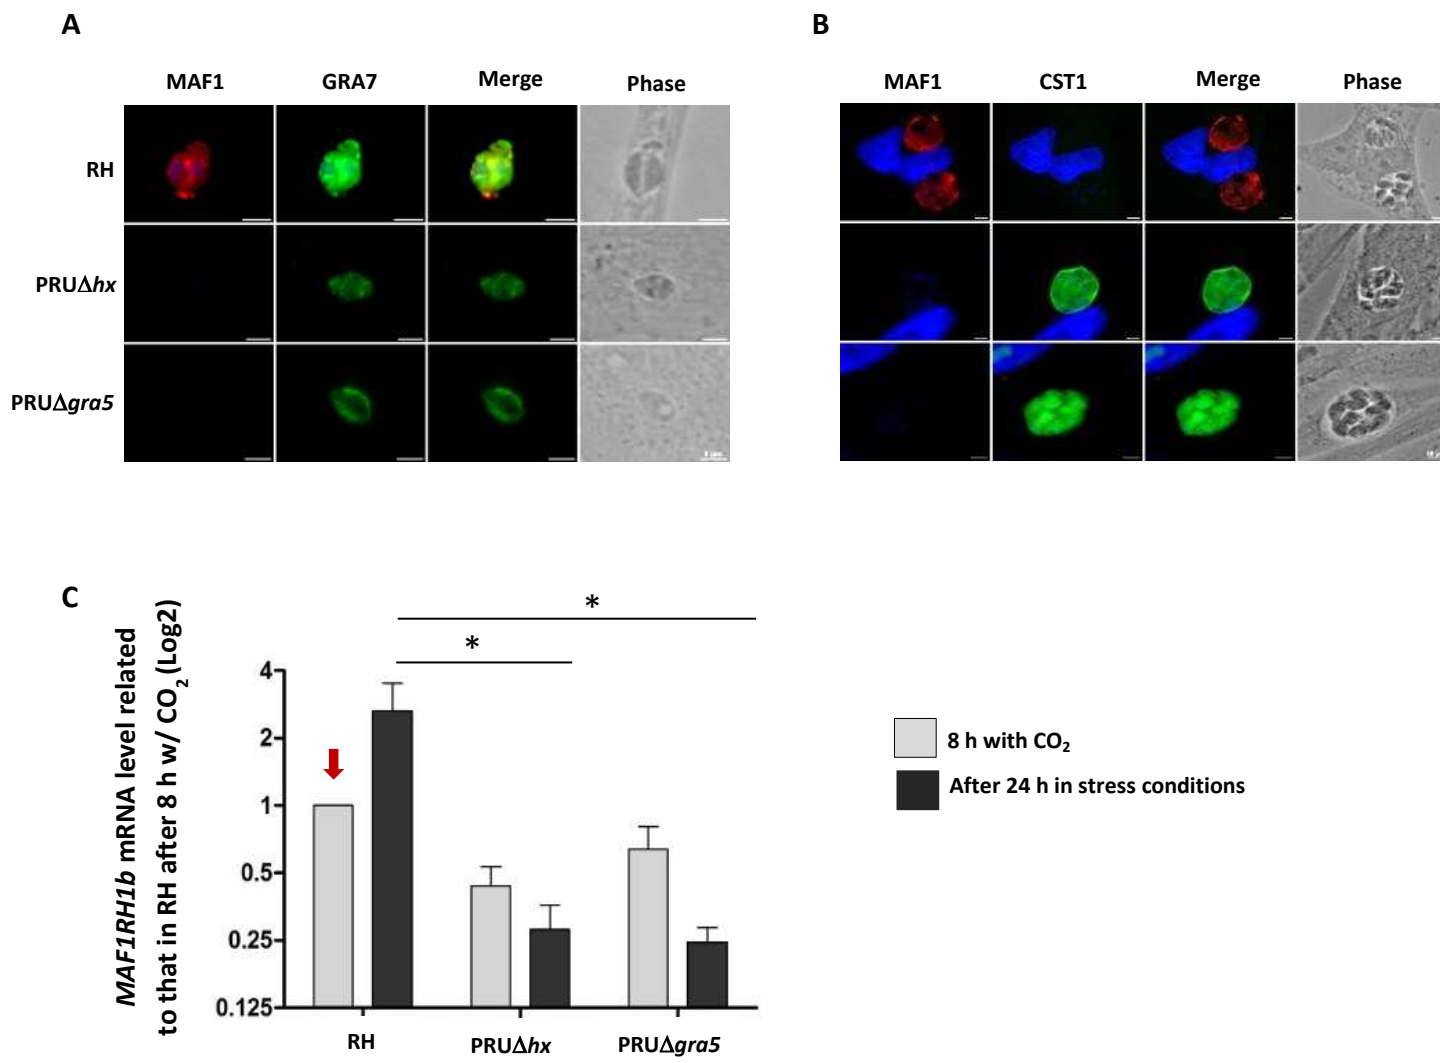 A
B
MAF1 GRA7 Merge Phase
MAF1 CST1 Merge Phase
RH
PRUΔhx
PRUΔgra5
C
MAF1RH1b mRNA level related
to that in RH after 8 h w/ CO2 (Log2)
*
*
4
2
1
0.5
0.25
0.125
RH PRUΔhx PRUΔgra5
8 h with CO2
After 24 h in stress conditions